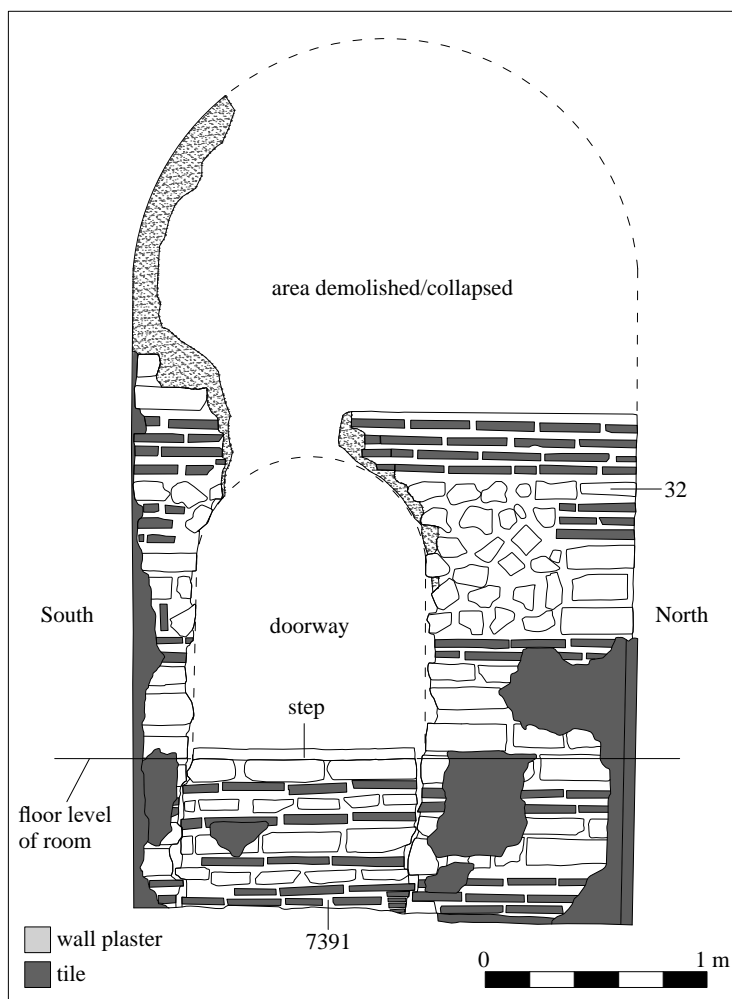 area demolished/collapsed
32
South
North
doorway
step
floor level
of room
7391
wall plaster
tile
0
1 m